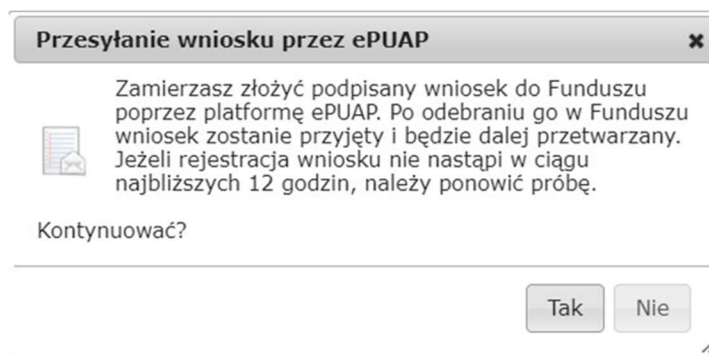 Przesyłanie wniosku przez ePUAP
Zamierzasz złożyć podpisany wniosek do Funduszu
poprzez platformę ePUAP. Po odebraniu go w Funduszu
wniosek zostanie przyjęty i będzie dalej przetwarzany.
Jeżeli rejestracja wniosku nie nastąpi w ciągu
najbliższych 12 godzin, należy ponowić próbę.
Kontynuować?
Tak Nie